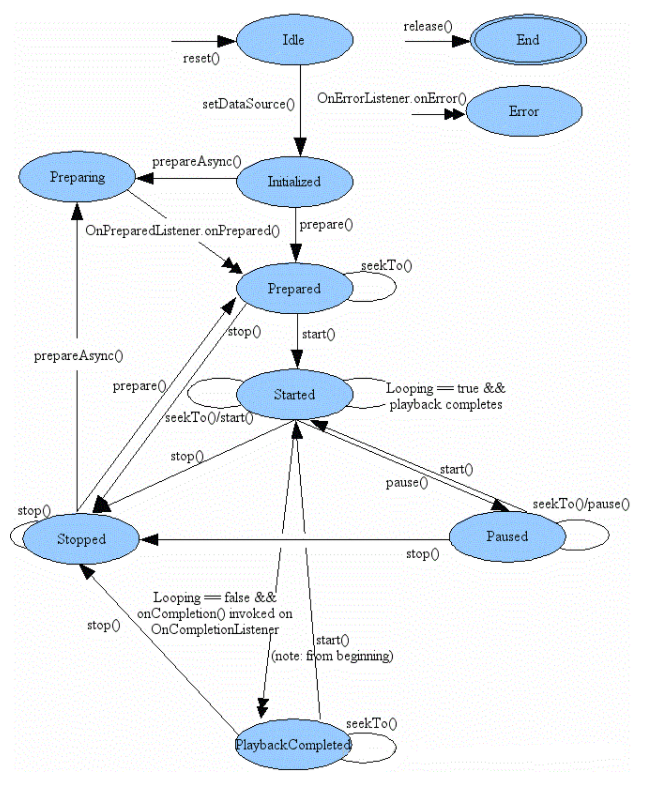 Idle
release()
End
reset()
setDataSource()
OnErrorListener.onError()
Error
prepareAsync()
Preparing
Initialized
OnPreparedListener.onPrepared()
prepare()
seekTo()
Prepared
stop()
start()
prepareAsync()
prepare()
Started
Looping == true &&
playback completes
seekTo()/start()
stop()
start()
pause()
stop()
Stopped
seekTo()/pause()
Paused
stop()
Looping == false &&
onCompletion() invoked on
OnCompletionListener
stop()
start()
(note: from beginning)
seekTo()
PlaybackCompleted